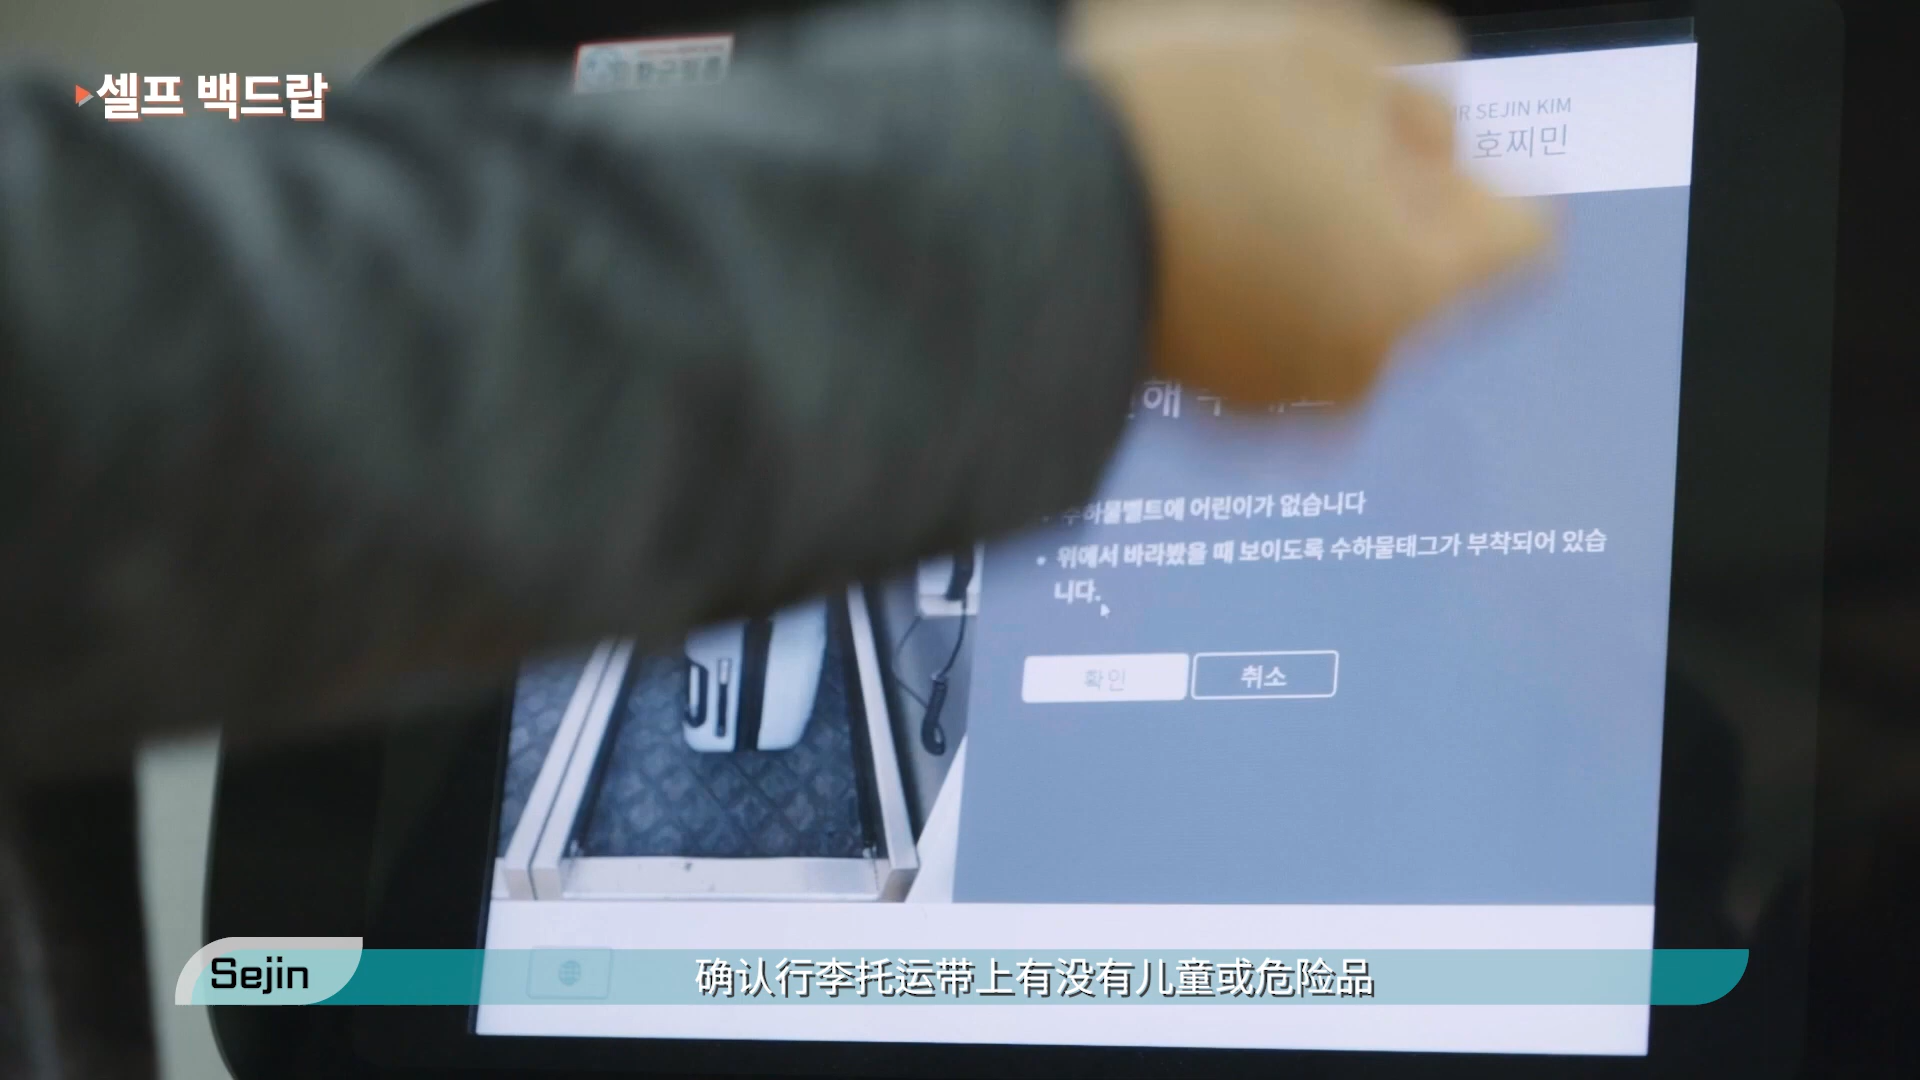 셀프 백드랍
SEJIN KIM
호찌민
해
수하물벨트에 어린이가 없습니다
• 위에서 바라봤을 때 보이도록 수하물태그가 부착되어 있습
니다.
확인
취소
Sejin
确认行李托运带上有没有儿童或危险品